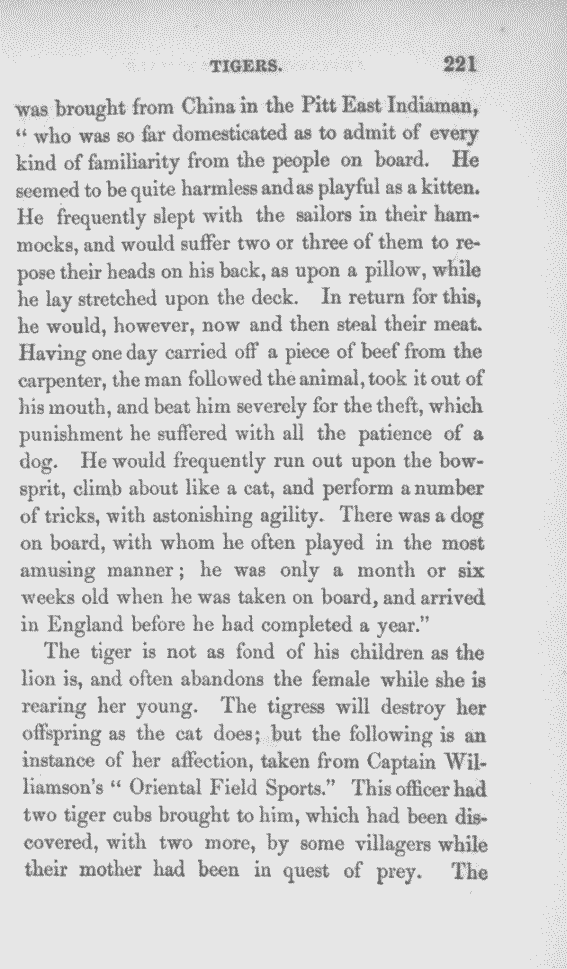 TIGERS. 221
was brought from China in the Pitt East Indiaman,
“ who was so far domesticated as to admit of every
kind of familiarity from the people on board. He
seemed to be quite harmless and as playful as a kitten.
He frequently slept with the sailors in their ham-
mocks, and would suffer two or three of them to re-
pose their heads on his back, as upon a pillow, while
he lay stretched upon the deck. In return for this,
he would, however, now and then steal their meat.
Having one day carried off a piece of beef from the
carpenter, the man followed the animal, took it out of
his mouth, and beat him severely for the theft, which
punishment he suffered with all the patience of a
dog. He would frequently run out upon the bow-
sprit, climb about like a cat, and perform a number
of tricks, with astonishing agility. There was a dog
on board, with whom he often played in the most
amusing manner; he was only a month or six
weeks old when he was taken on board, and arrived
in England before he had completed a year.”
The tiger is not as fond of his children as the
lion is, and often abandons the female while she is
rearing her young. The tigress will destroy her
offspring as the cat does; but the following is an
instance of her affection, taken from Captain Wil-
liamson's “ Oriental Field Sports.” This officer had
two tiger cubs brought to him, which had been dis-
covered, with two more, by some villagers while
their mother had been in quest of prey. The